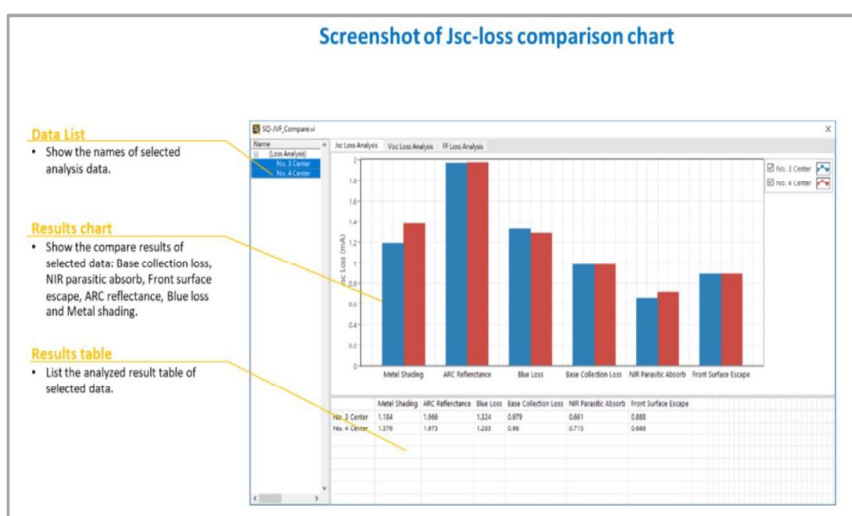 Screenshot of Jsc-loss comparison chart
Data List
• Show the names of selected
analysis data.
Results chart
• Show the compare results of
selected data: Base collection loss,
NIR parasitic absorb, Front surface
escape, ARC reflectance, Blue loss
and Metal shading.
Results table
• List the analyzed result table of
selected data.
SQ-JVF_Compare.vi
X
Name
(Loss Analysis)
No. 3 Center
No. 4 Center
Jsc Loss Analysis Voc Loss Analysis FF Loss Analysis
No. 3 Center
No. 4 Center
Jsc Loss (mA)
2
1.8
1.6
1.4
1.2
1
0.8
0.6
0.4
0.2
0
Metel Shading ARC Reflenctance Blue Loss Base Collection Loss NIR Parasitic Absorb Front Surface Escape
Metel Shading ARC Reflenctance Blue Loss Base Collection Loss NIR Parasitic Absorb Front Surface Escape
No. 3 Center 1.184 1.966 1.324 0.979 0.661 0.888
No. 4 Center 1.376 1.973 1.283 0.98 0.713 0.886